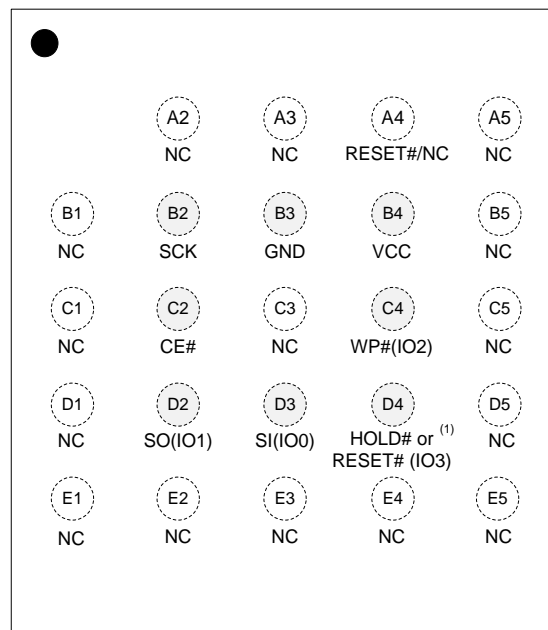 A2 A3 A4 A5
NC NC RESET#/NC NC
B1 B2 B3 B4 B5
NC SCK GND VCC NC
C1 C2 C3 C4 C5
NC CE# NC WP#(IO2) NC
D1 D2 D3 D4 D5
NC SO(IO1) SI(IO0) HOLD# or (1) NC
RESET# (IO3)
E1 E2 E3 E4 E5
NC NC NC NC NC